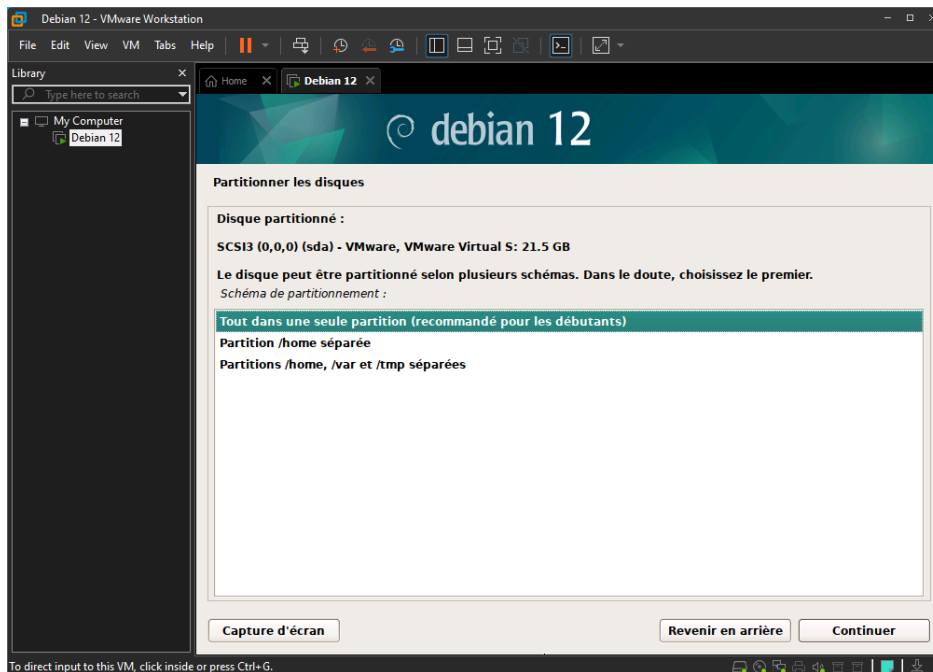 Debian 12 - VMware Workstation
File Edit View VM Tabs Help
Library
Type here to search
My Computer
Debian 12
Home
Debian 12
debian 12
Partitionner les disques
Disque partitionné :
SCSI3 (0,0,0) (sda) - VMware, VMware Virtual S: 21.5 GB
Le disque peut être partitionné selon plusieurs schémas. Dans le doute, choisissez le premier.
Schéma de partitionnement :
Tout dans une seule partition (recommandé pour les débutants)
Partition /home séparée
Partitions /home, /var et /tmp séparées
Capture d'écran
Revenir en arrière
Continuer
To direct input to this VM, click inside or press Ctrl+G.